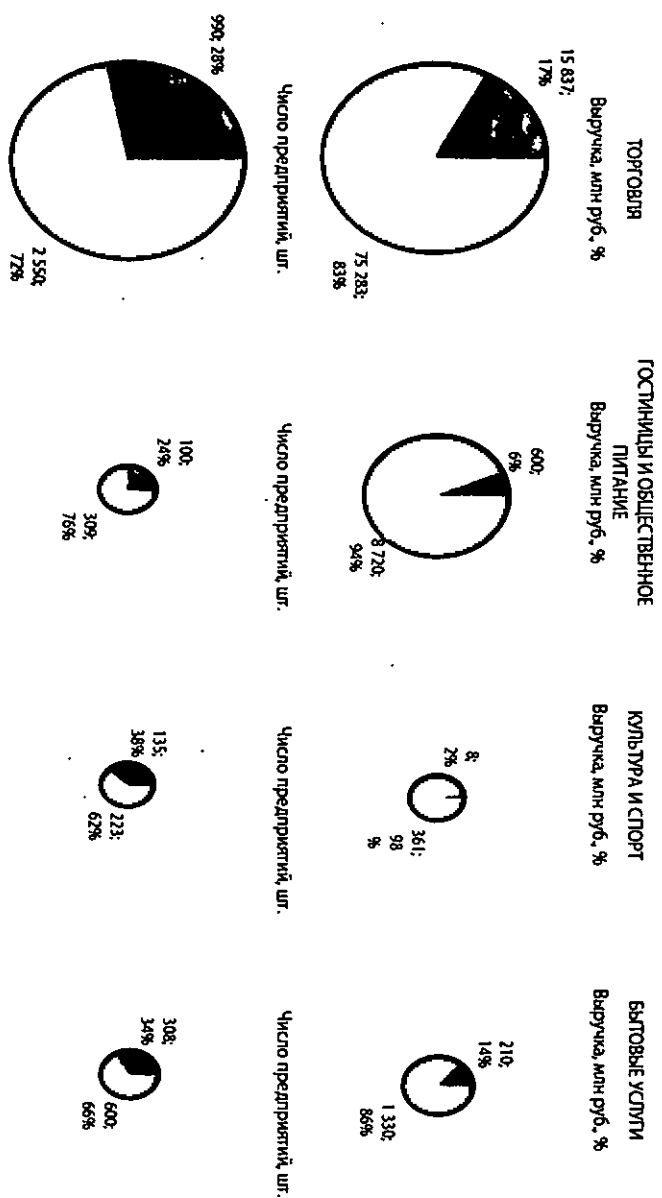 ТОРГОВЛЯ
Выручка, млн руб., %
15 837;
17%
75 283;
83%
Число предприятий, шт.
990; 28%
2 550;
72%
ГОСТИНИЦЫ И ОБЩЕСТВЕННОЕ
ПИТАНИЕ
Выручка, млн руб., %
600;
6%
8 720;
94%
Число предприятий, шт.
100;
24%
309;
76%
КУЛЬТУРА И СПОРТ
Выручка, млн руб., %
8;
2%
361;
98
%
Число предприятий, шт.
135;
38%
223;
62%
БЫТОВЫЕ УСЛУГИ
Выручка, млн руб., %
210;
14%
1 330;
86%
Число предприятий, шт.
308;
34%
600;
66%